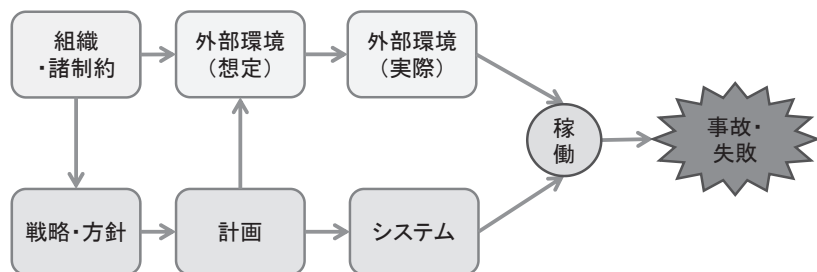 組織
・諸制約
外部環境
（想定）
外部環境
（実際）
稼
働
事故・
失敗
戦略・方針
計画
システム